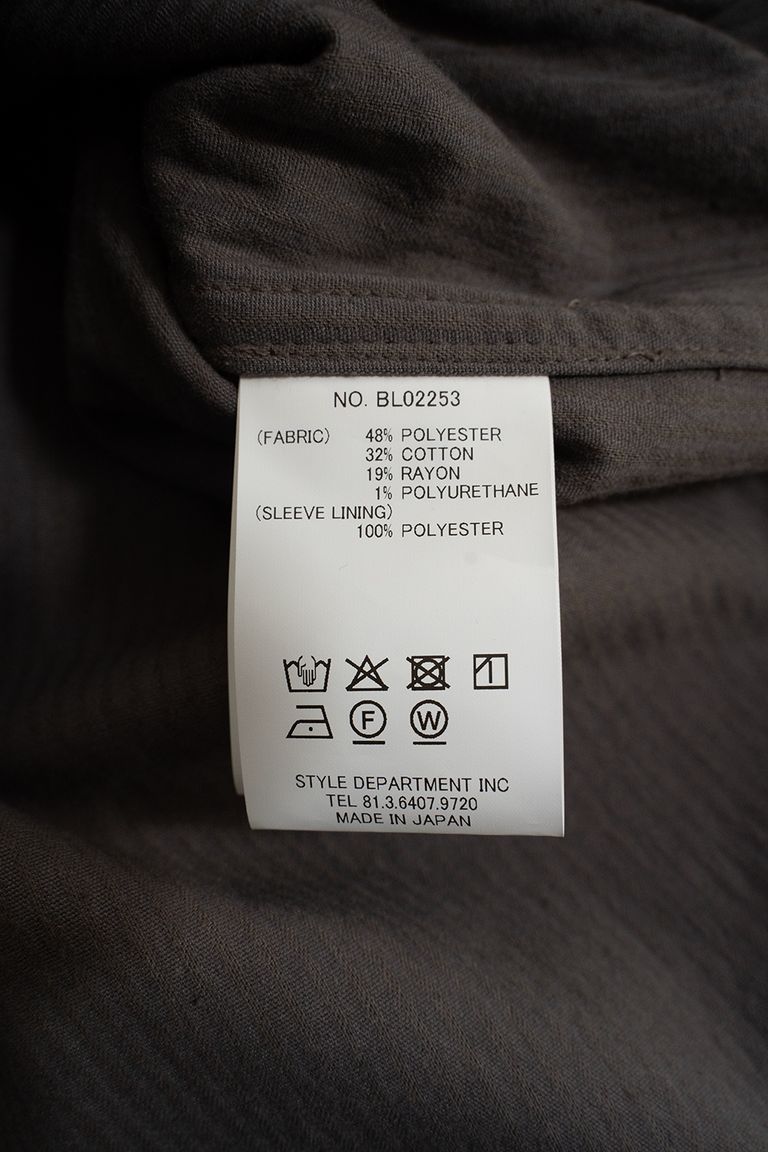 NO. BL02253
(FABRIC) 48% POLYESTER
32% COTTON
19% RAYON
1% POLYURETHANE
(SLEEVE LINING)
100% POLYESTER
F W
STYLE DEPARTMENT INC
TEL 81.3.6407.9720
MADE IN JAPAN